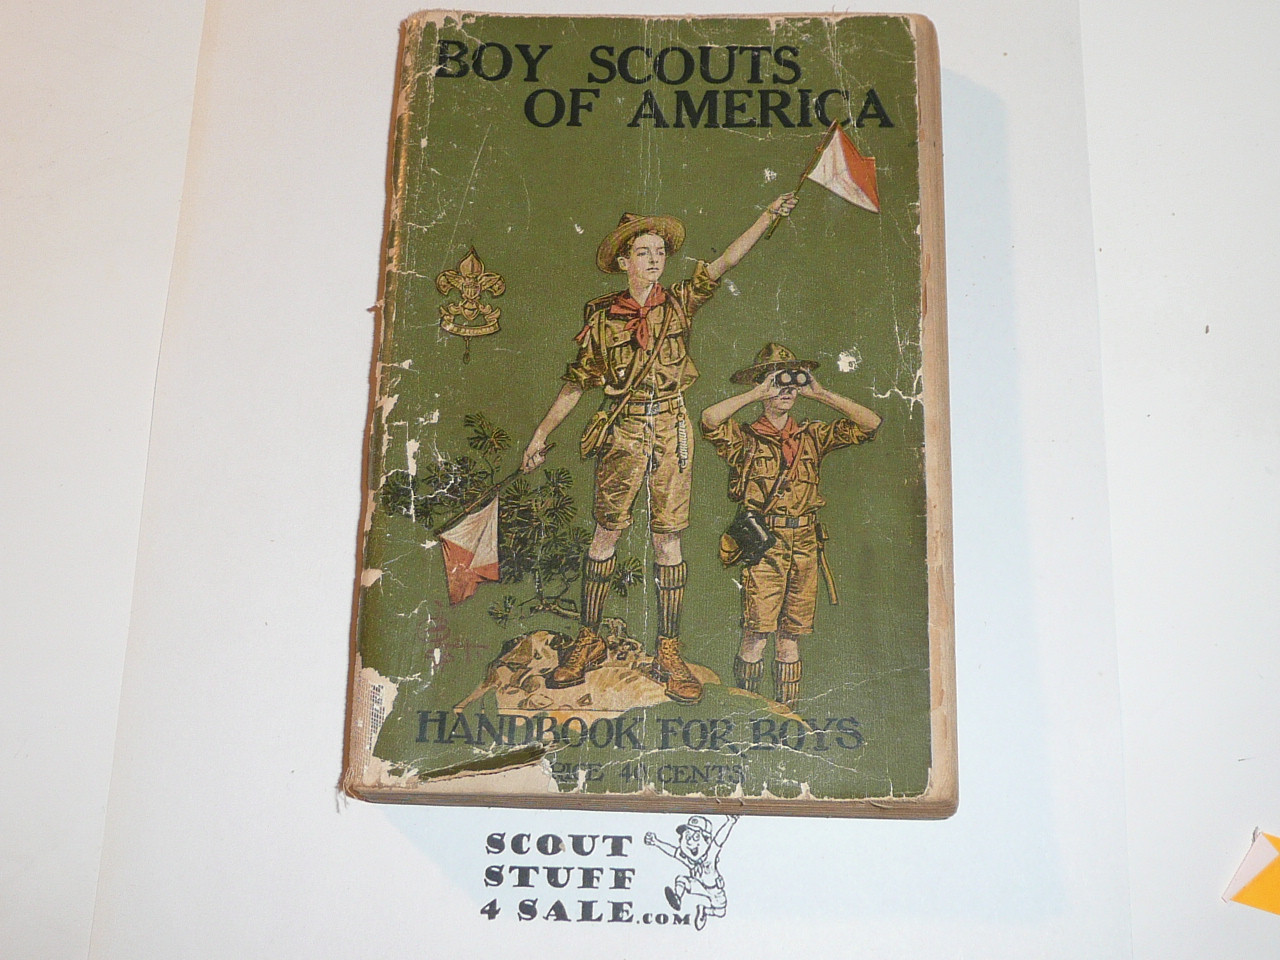 BOY SCOUTS
OF AMERICA
HANDBOOK FOR BOYS
40 CENTS
SCOUT
STUFF
4 SALE.COM